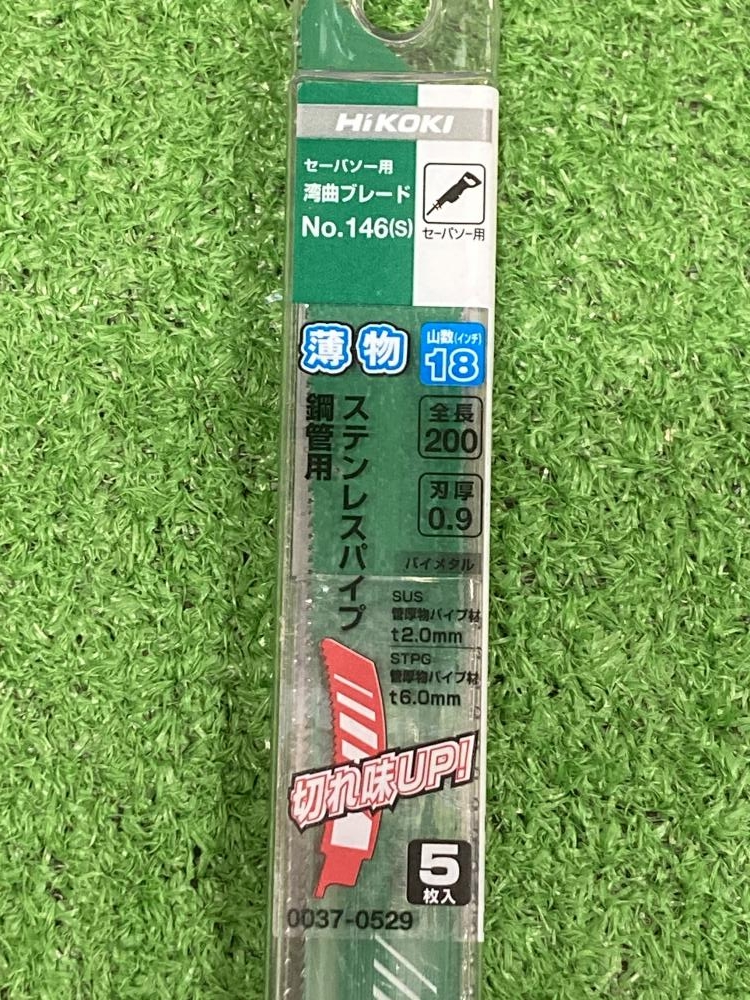 HiKOKI
セーバソー用
湾曲ブレード
No.146(S)
セーバソー用
薄物
山数(インチ)
18
ステンレスパイプ
鋼管用
全長
200
刃厚
0.9
バイメタル
SUS
管厚物パイプ材
t2.0mm
STPG
管厚物パイプ材
t6.0mm
切れ味UP!
5
枚入
0037-0529